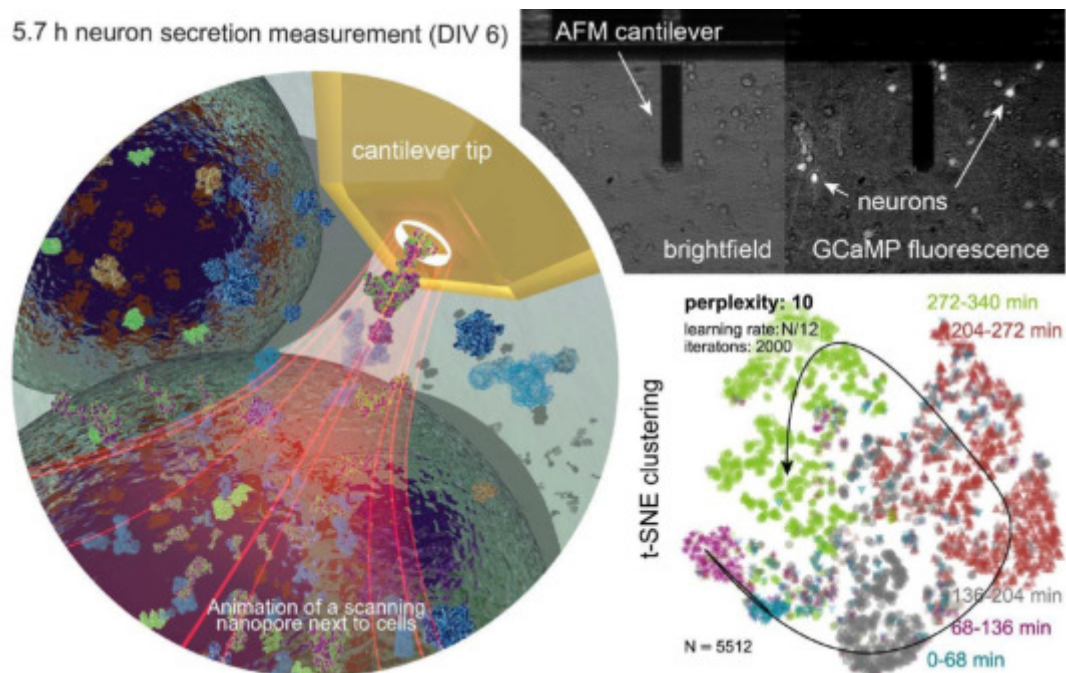 5.7 h neuron secretion measurement (DIV 6)
AFM cantilever
cantilever tip
neurons
brightfield
GCaMP fluorescence
Animation of a scanning
nanopore next to cells
perplexity: 10
learning rate: N/12
iteratons: 2000
272-340 min
204-272 min
t-SNE clustering
136-204 min
68-136 min
0-68 min
N = 5512